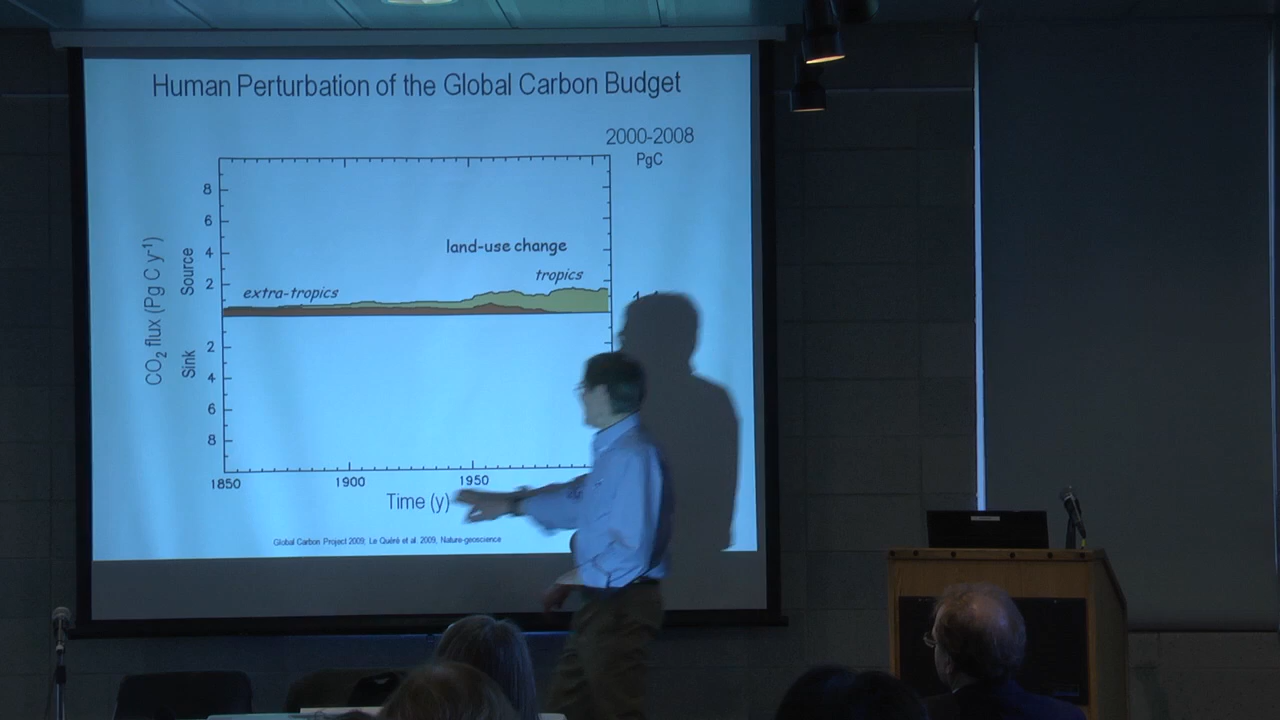 Human Perturbation of the Global Carbon Budget
2000-2008
PgC
8
6
4
2
2
4
6
8
CO₂ flux (Pg C y⁻¹)
Source
Sink
land-use change
tropics
extra-tropics
1850
1900
1950
Time (y)
Global Carbon Project 2009; Le Quéré et al. 2009, Nature-geoscience